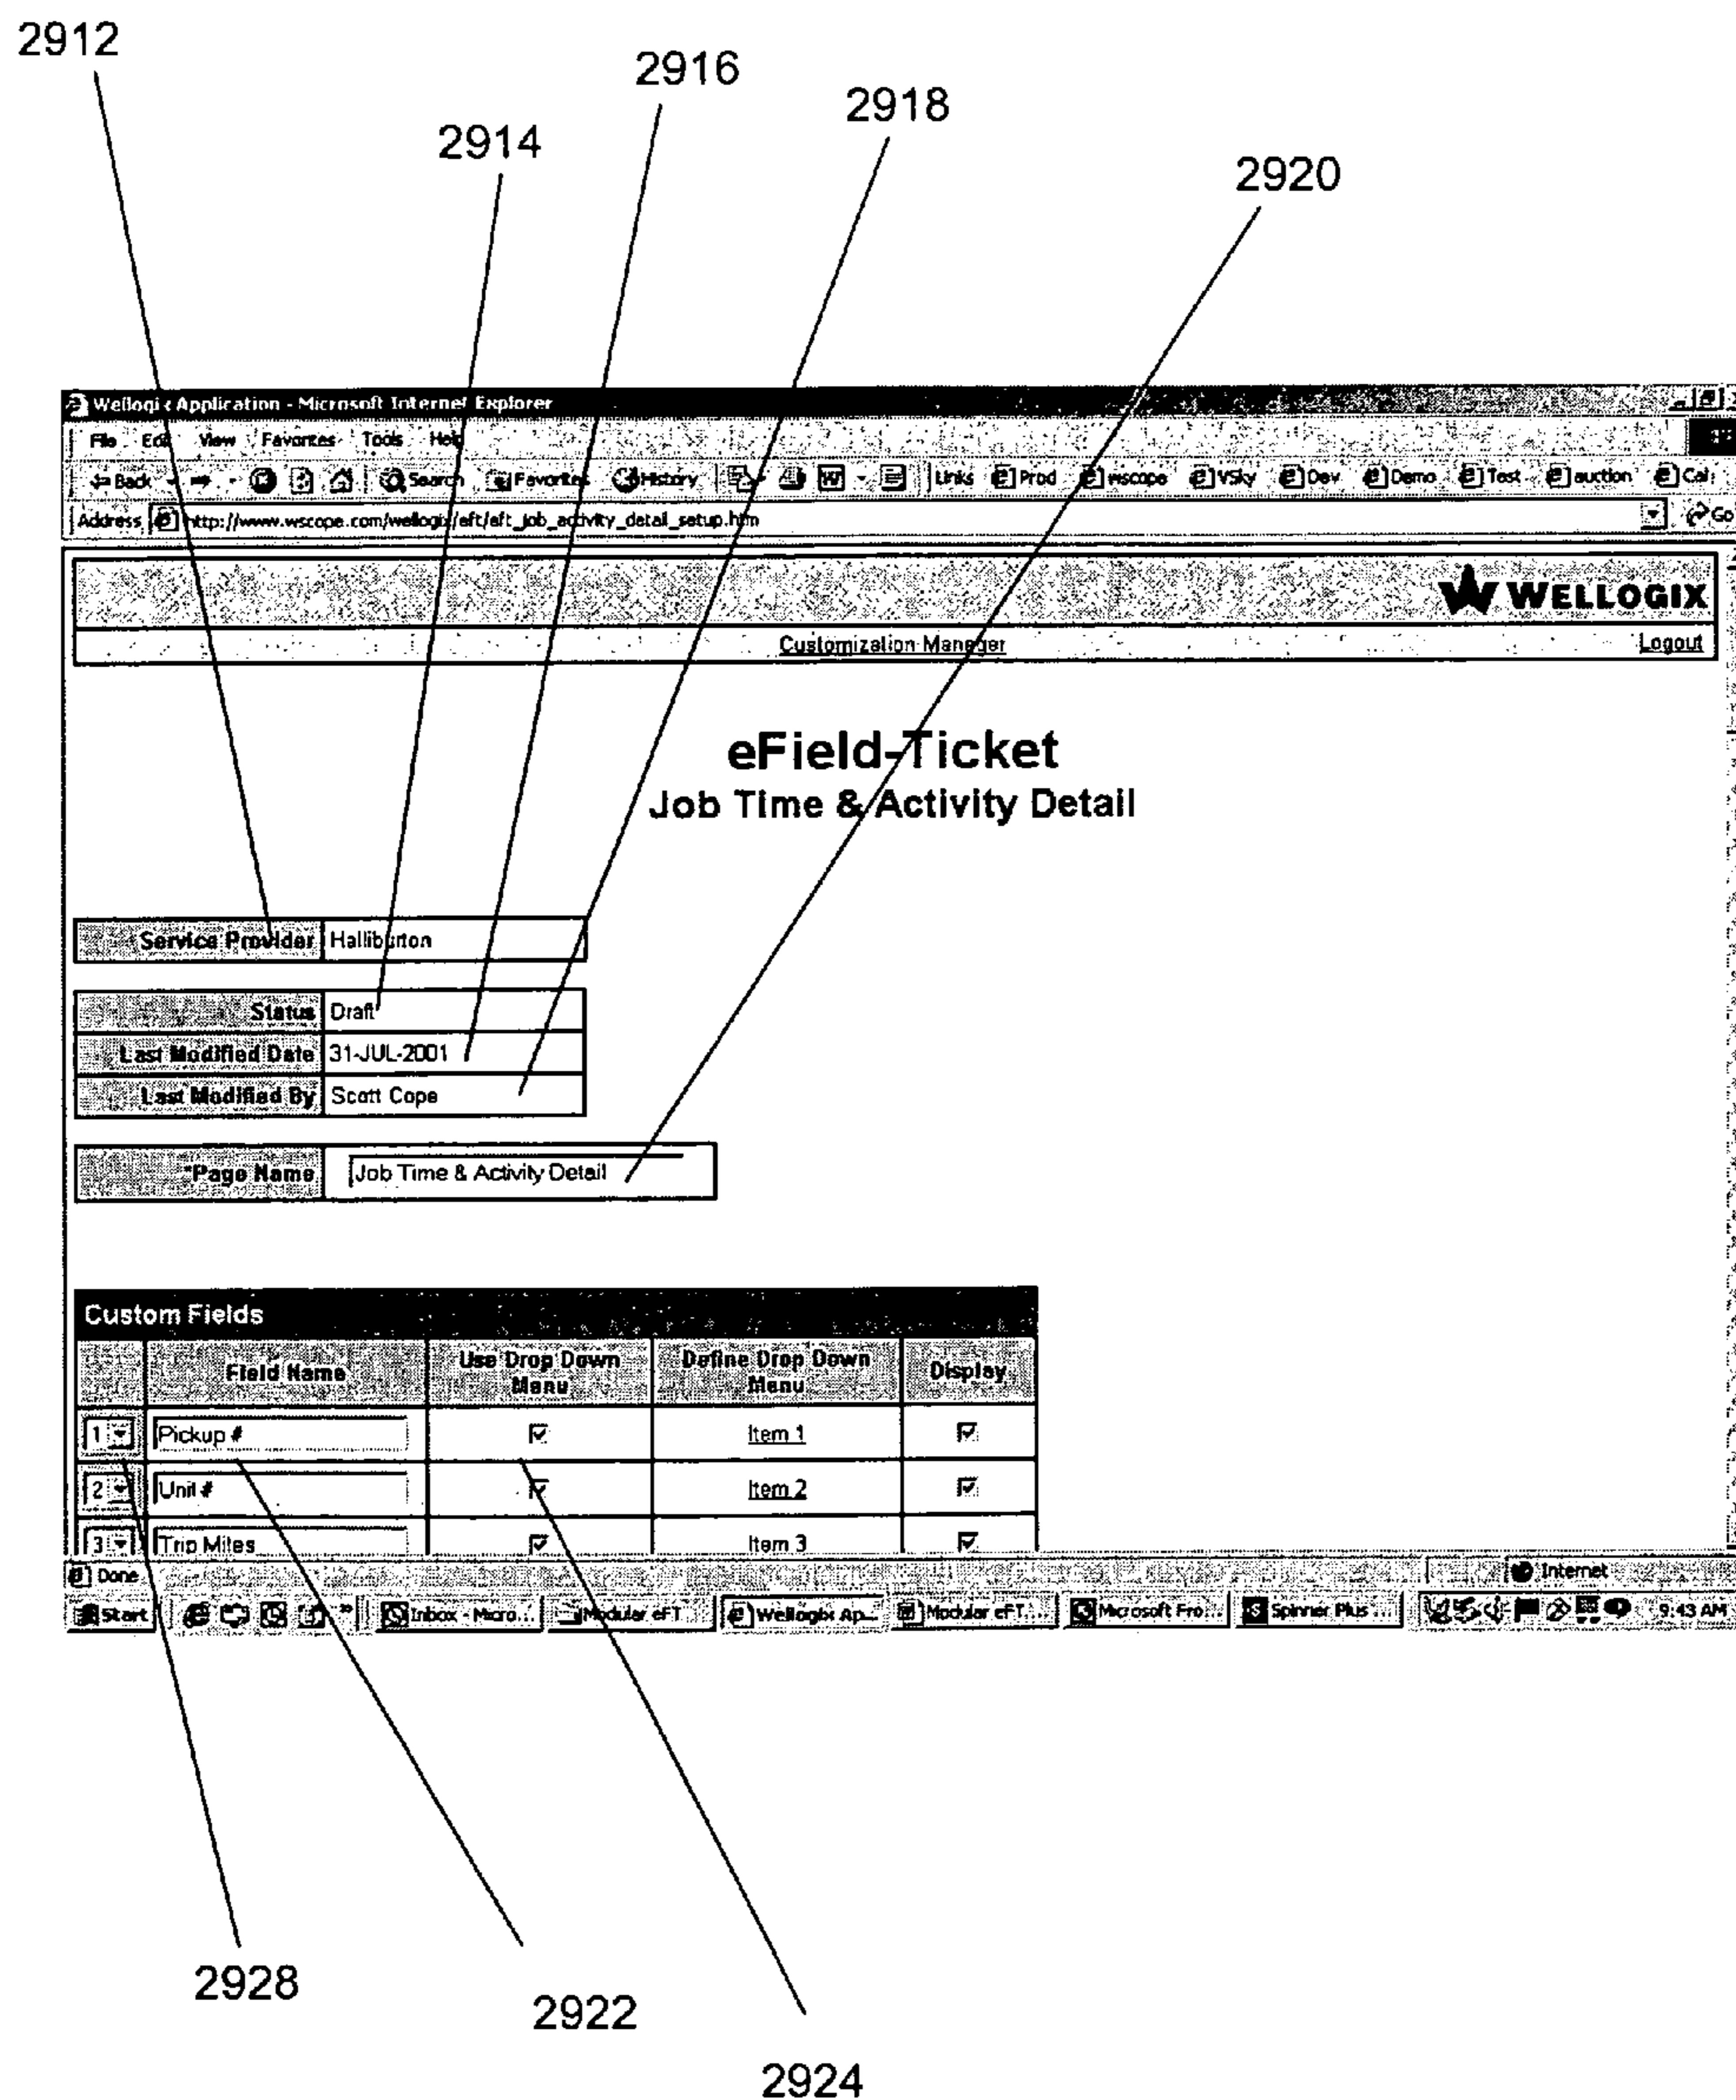 2912
2916
2918
2914
2920
Wellogix Application - Microsoft Internet Explorer
File Edit View Favorites Tools Help
Back Search Favorites History Links Prod wscope VSky Dev Demo Test auction Cal
Address http://www.wscope.com/wellogix/eft/eft_job_activity_detail_setup.htm Go
WELLOGIX
Customization Manager Logout
eField-Ticket
Job Time & Activity Detail
Service Provider Halliburton
Status Draft
Last Modified Date 31-JUL-2001
Last Modified By Scott Cope
*Page Name Job Time & Activity Detail
Custom Fields
Field Name Use Drop Down Menu Define Drop Down Menu Display
1 Pickup # Item 1
2 Unit # Item 2
3 Trip Miles Item 3
Done Internet
Start Inbox - Micro... Modular eFT Wellogix Ap... Modular eFT... Microsoft Fro... Spinner Plus ... 9:43 AM
2928
2922
2924